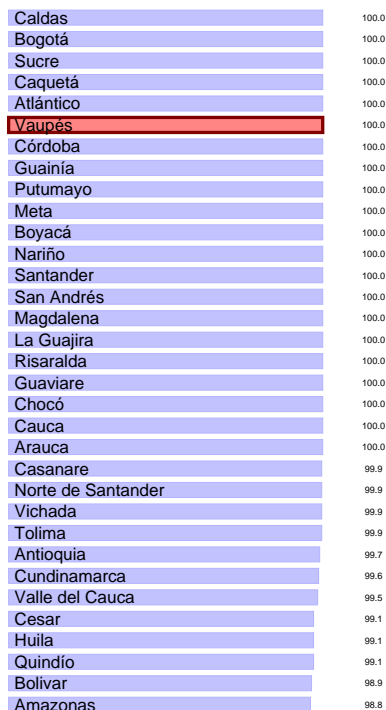 Caldas 100.0
Bogotá 100.0
Sucre 100.0
Caquetá 100.0
Atlántico 100.0
Vaupés 100.0
Córdoba 100.0
Guainía 100.0
Putumayo 100.0
Meta 100.0
Boyacá 100.0
Nariño 100.0
Santander 100.0
San Andrés 100.0
Magdalena 100.0
La Guajira 100.0
Risaralda 100.0
Guaviare 100.0
Chocó 100.0
Cauca 100.0
Arauca 100.0
Casanare 99.9
Norte de Santander 99.9
Vichada 99.9
Tolima 99.9
Antioquia 99.7
Cundinamarca 99.6
Valle del Cauca 99.5
Cesar 99.1
Huila 99.1
Quindío 99.1
Bolivar 98.9
Amazonas 98.8